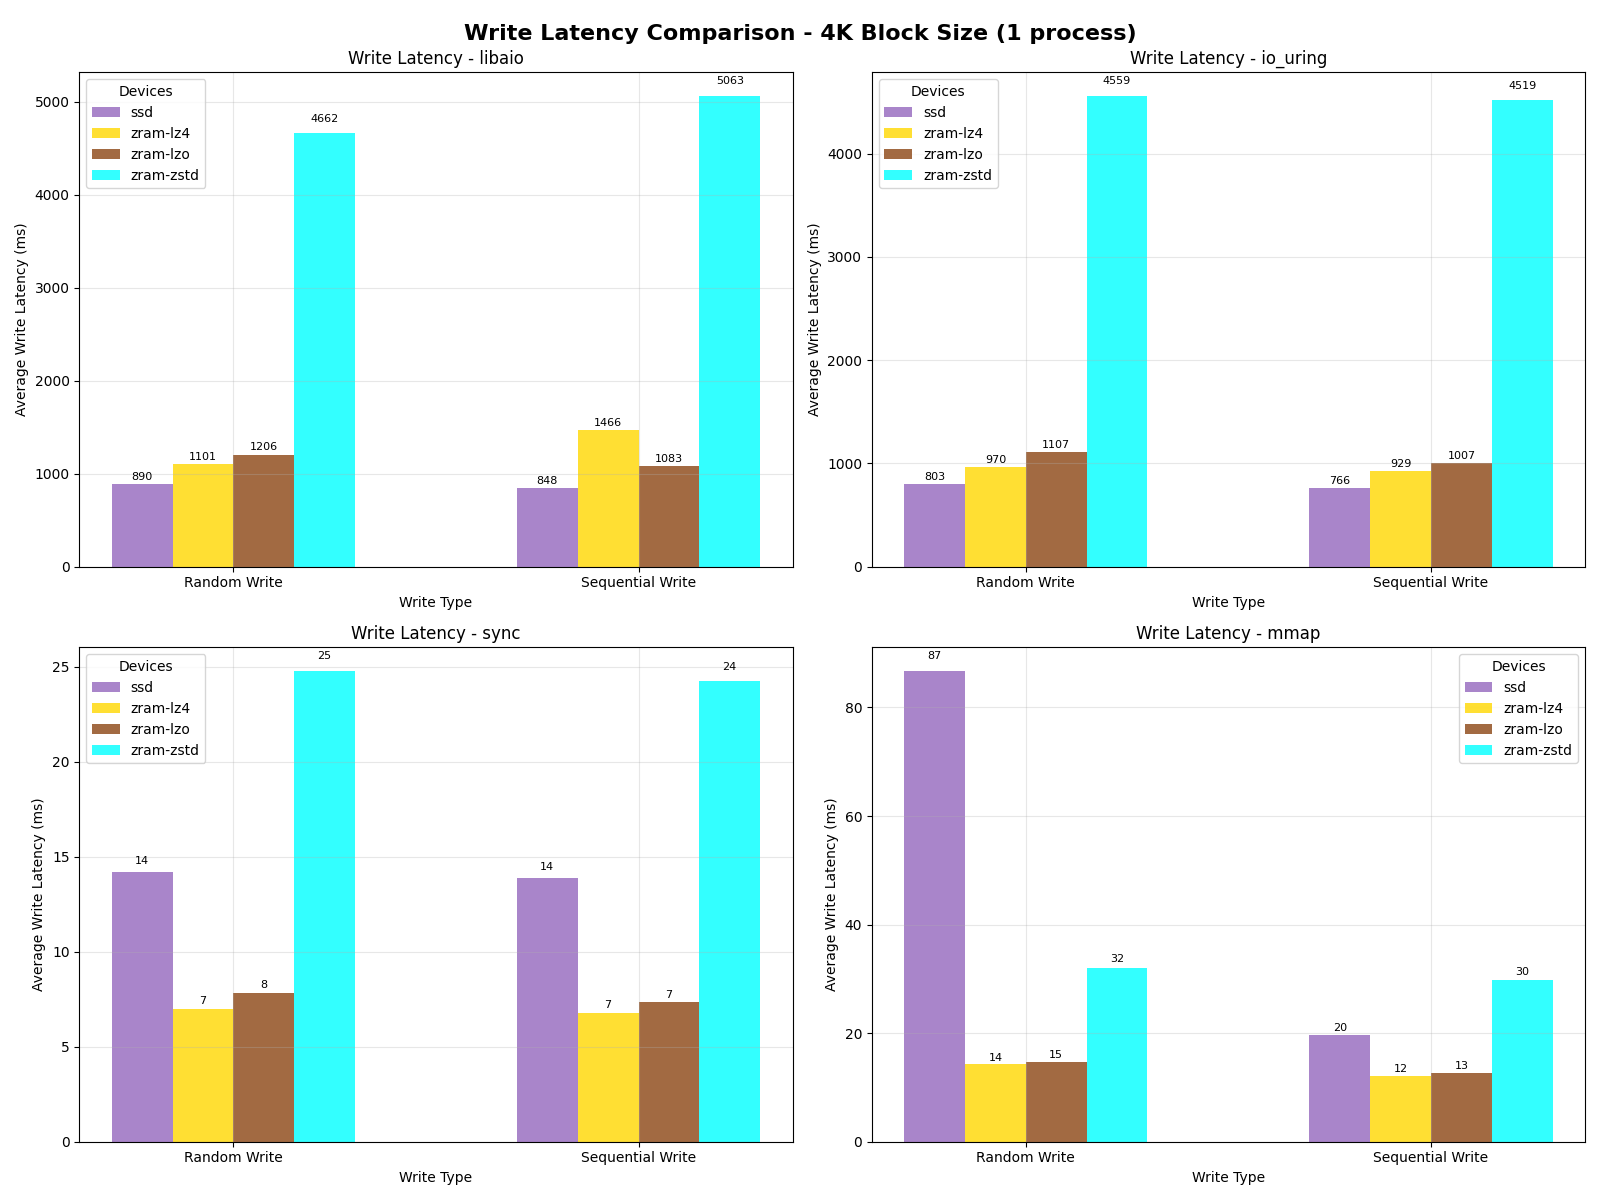 Write Latency Comparison - 4K Block Size (1 process)
Write Latency - libaio
Average Write Latency (ms)
5000
4000
3000
2000
1000
0
Devices
ssd
zram-lz4
zram-lzo
zram-zstd
890
1101
1206
4662
848
1466
1083
5063
Random Write
Sequential Write
Write Type
Write Latency - io_uring
Average Write Latency (ms)
4000
3000
2000
1000
0
Devices
ssd
zram-lz4
zram-lzo
zram-zstd
803
970
1107
4559
766
929
1007
4519
Random Write
Sequential Write
Write Type
Write Latency - sync
Average Write Latency (ms)
25
20
15
10
5
0
Devices
ssd
zram-lz4
zram-lzo
zram-zstd
14
7
8
25
14
7
7
24
Random Write
Sequential Write
Write Type
Write Latency - mmap
Average Write Latency (ms)
80
60
40
20
0
Devices
ssd
zram-lz4
zram-lzo
zram-zstd
87
14
15
32
20
12
13
30
Random Write
Sequential Write
Write Type